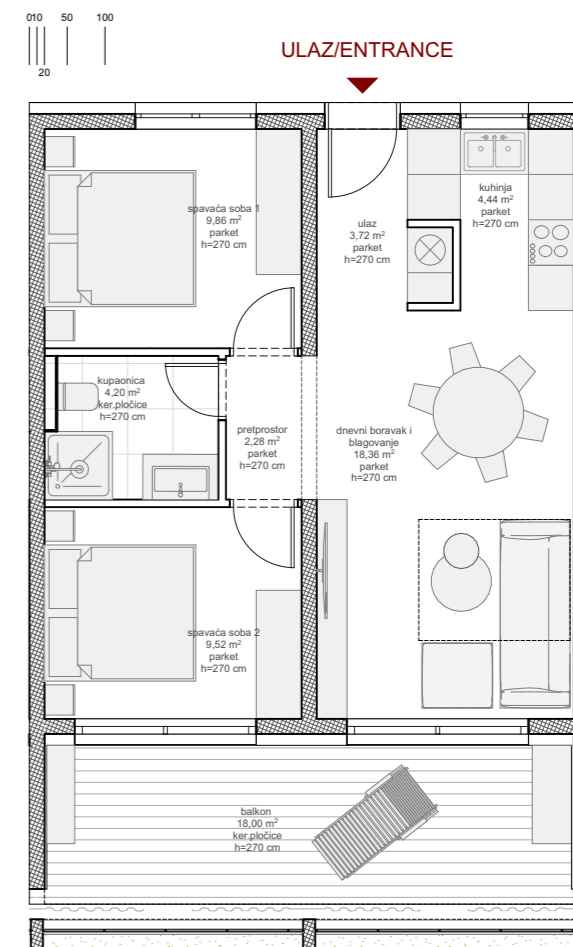 010 50 100
20
ULAZ/ENTRANCE
spavaća soba 1
9,86 m²
parket
h=270 cm
ulaz
3,72 m²
parket
h=270 cm
kuhinja
4,44 m²
parket
h=270 cm
kupaonica
4,20 m²
ker.pločice
h=270 cm
pretprostor
2,28 m²
parket
h=270 cm
dnevni boravak i
blagovanje
18,36 m²
parket
h=270 cm
spavaća soba 2
9,52 m²
parket
h=270 cm
balkon
18,00 m²
ker.pločice
h=270 cm